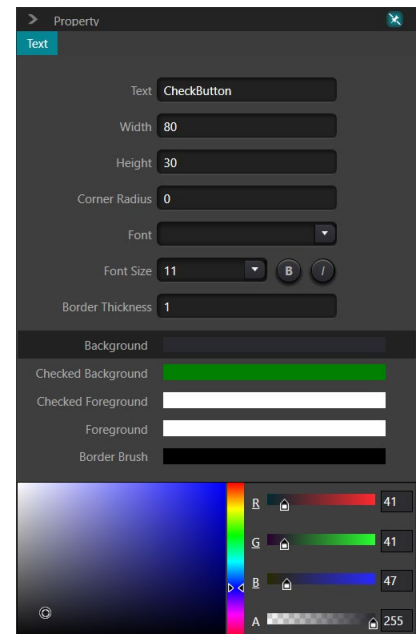 Property
Text
Text CheckButton
Width 80
Height 30
Corner Radius 0
Font
Font Size 11 B I
Border Thickness 1
Background
Checked Background
Checked Foreground
Foreground
Border Brush
R 41
G 41
B 47
A 255